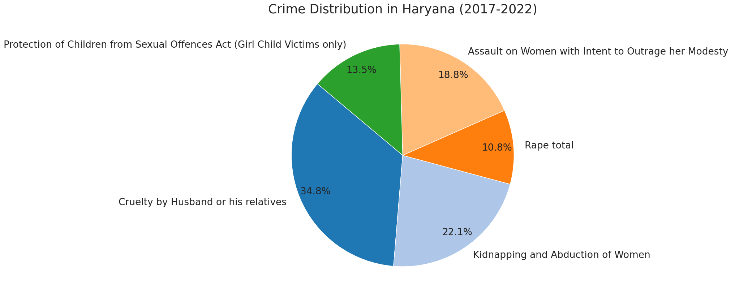 Crime Distribution in Haryana (2017-2022)
Protection of Children from Sexual Offences Act (Girl Child Victims only)
13.5%
Assault on Women with Intent to Outrage her Modesty
18.8%
10.8%
Rape total
34.8%
Cruelty by Husband or his relatives
22.1%
Kidnapping and Abduction of Women